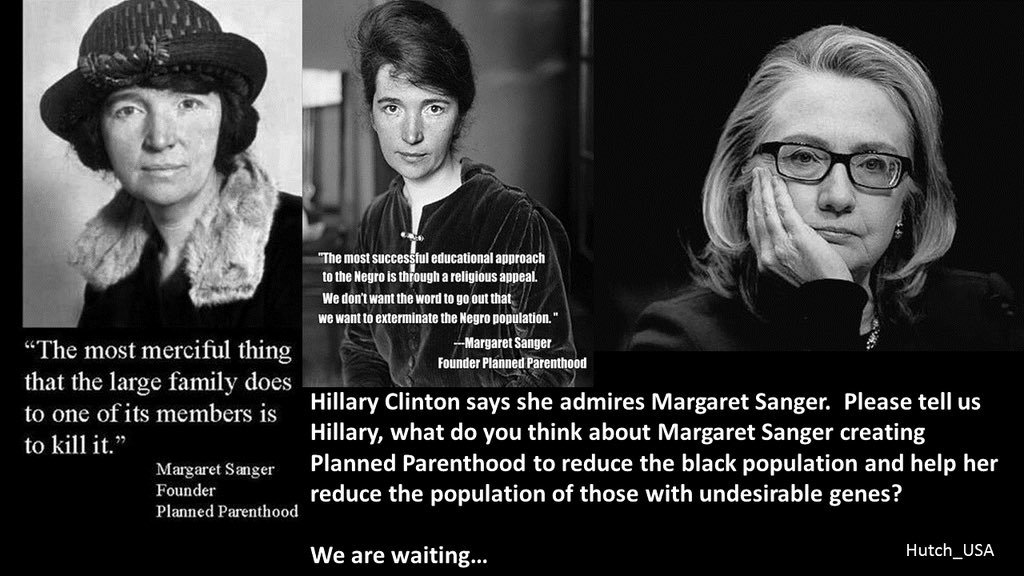 “The most merciful thing
that the large family does
to one of its members is
to kill it.”
Margaret Sanger
Founder
Planned Parenthood
"The most successful educational approach
to the Negro is through a religious appeal.
We don't want the word to go out that
we want to exterminate the Negro population."
---Margaret Sanger
Founder Planned Parenthood
Hillary Clinton says she admires Margaret Sanger. Please tell us
Hillary, what do you think about Margaret Sanger creating
Planned Parenthood to reduce the black population and help her
reduce the population of those with undesirable genes?
We are waiting...
Hutch_USA